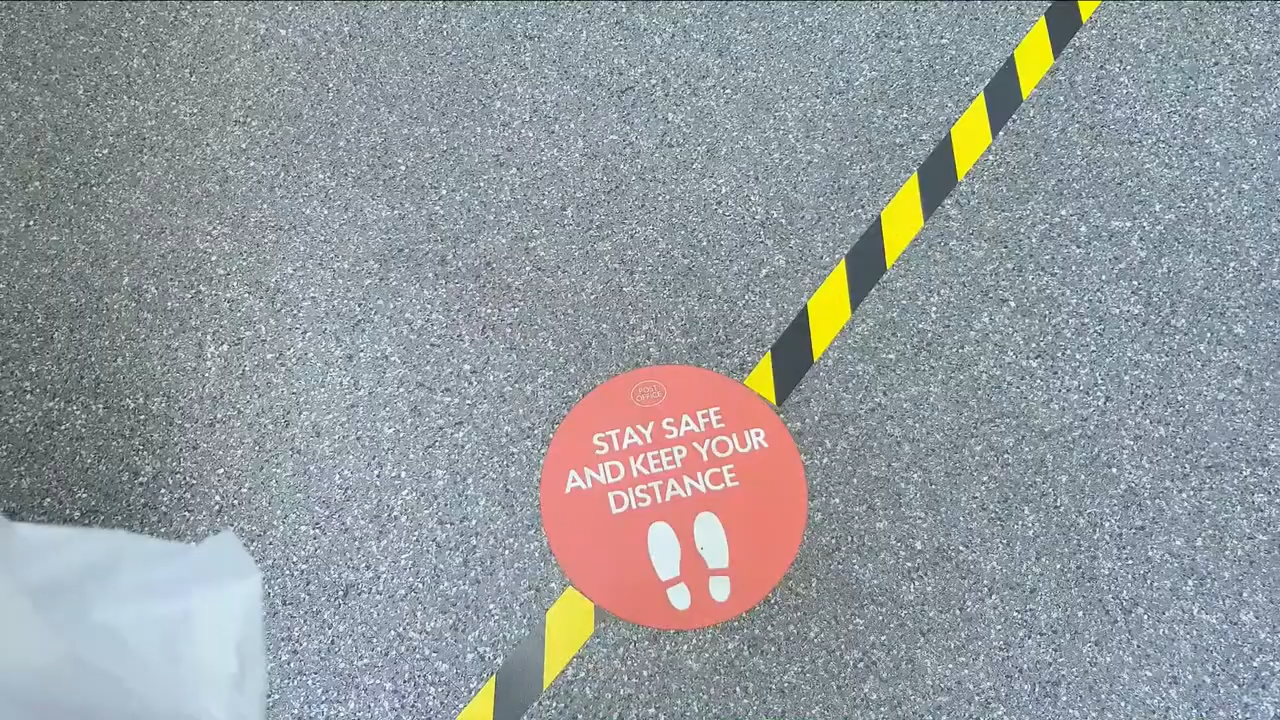 POST
OFFICE
STAY SAFE
AND KEEP YOUR
DISTANCE